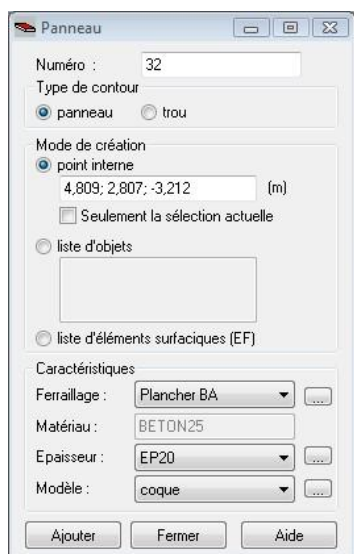 Panneau
Numéro : 32
Type de contour
panneau trou
Mode de création
point interne
4,809; 2,807; -3,212 (m)
Seulement la sélection actuelle
liste d'objets
liste d'éléments surfaciques (EF)
Caractéristiques
Ferraillage : Plancher BA ...
Matériau : BETON25
Epaisseur : EP20 ...
Modèle : coque ...
Ajouter Fermer Aide